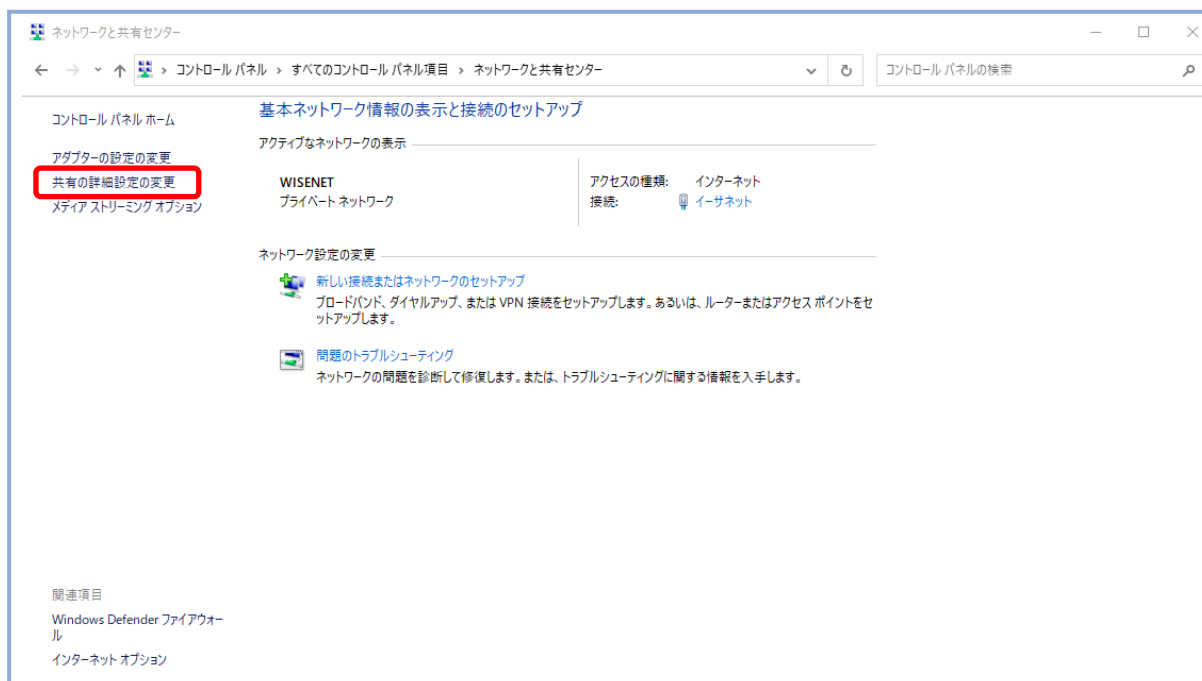 ネットワークと共有センター
コントロール パネル › すべてのコントロール パネル項目 › ネットワークと共有センター
コントロール パネルの検索
コントロール パネル ホーム
アダプターの設定の変更
共有の詳細設定の変更
メディア ストリーミング オプション
基本ネットワーク情報の表示と接続のセットアップ
アクティブなネットワークの表示
WISENET
プライベート ネットワーク
アクセスの種類: インターネット
接続: イーサネット
ネットワーク設定の変更
新しい接続またはネットワークのセットアップ
ブロードバンド、ダイヤルアップ、または VPN 接続をセットアップします。あるいは、ルーターまたはアクセス ポイントをセ
ットアップします。
問題のトラブルシューティング
ネットワークの問題を診断して修復します。または、トラブルシューティングに関する情報を入手します。
関連項目
Windows Defender ファイアウォー
ル
インターネット オプション